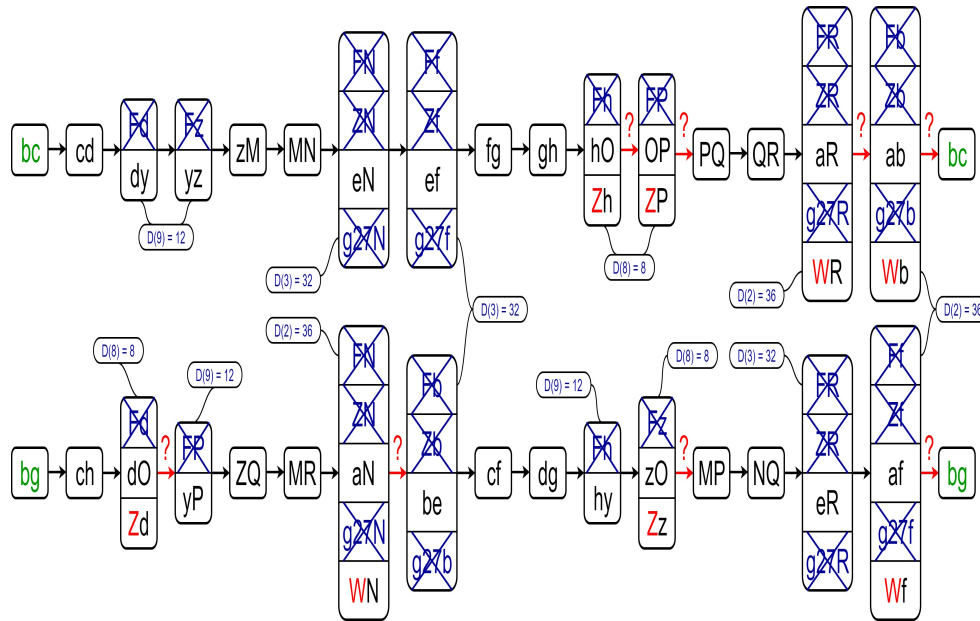 FR Fb
FN Ff
ZR Zb
Fh FP
Fd Fz ZN Zf ? ? ? ?
bc cd dy yz zM MN eN ef fg gh hO OP PQ QR aR ab bc
Zh ZP
g27N g27f g27R g27b
D(9) = 12
D(8) = 8
D(3) = 32 WR Wb
D(2) = 36
D(3) = 32 D(2) = 36
D(2) = 36
FN Ff
D(8) = 8 D(8) = 8 D(3) = 32
D(9) = 12 Fb FR
D(9) = 12
ZN Zf
Fd Fh Fz
Zb ZR
? FP ? ? ?
bg ch dO yP ZQ MR aN be cf dg hy zO MP NQ eR af bg
Zd Zz
g27N g27f
g27b g27R
WN Wf